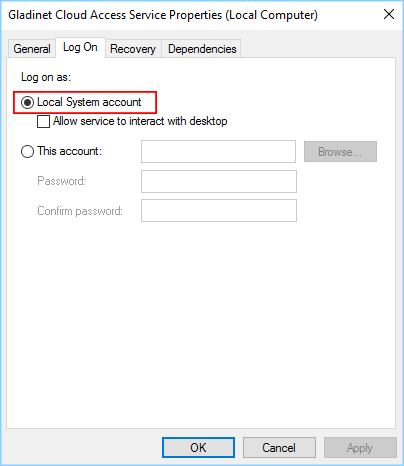 Gladinet Cloud Access Service Properties (Local Computer)
General Log On Recovery Dependencies
Log on as:
Local System account
Allow service to interact with desktop
This account: Browse...
Password:
Confirm password:
OK Cancel Apply